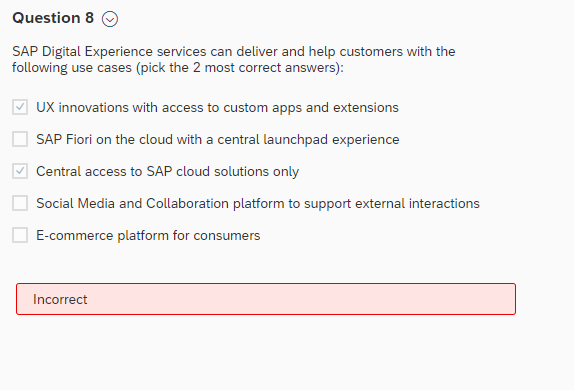 Question 8
SAP Digital Experience services can deliver and help customers with the
following use cases (pick the 2 most correct answers):
UX innovations with access to custom apps and extensions
SAP Fiori on the cloud with a central launchpad experience
Central access to SAP cloud solutions only
Social Media and Collaboration platform to support external interactions
E-commerce platform for consumers
Incorrect